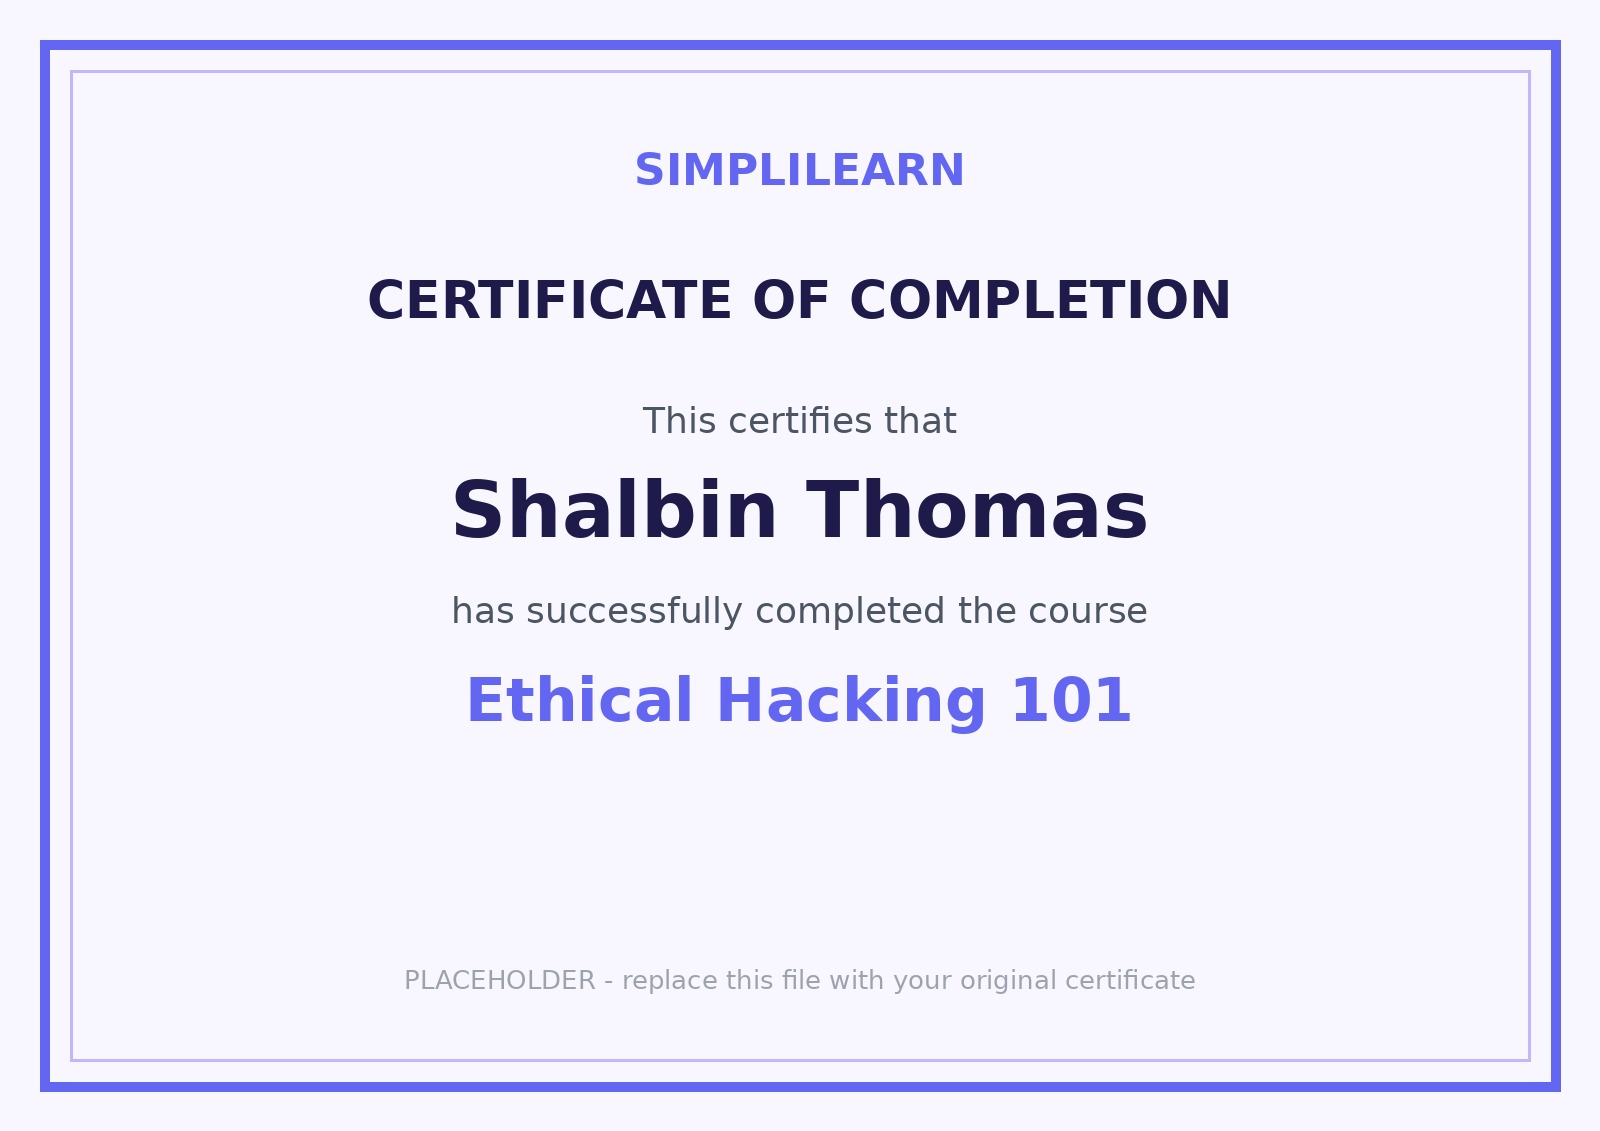 SIMPLILEARN
CERTIFICATE OF COMPLETION
This certifies that
Shalbin Thomas
has successfully completed the course
Ethical Hacking 101
PLACEHOLDER - replace this file with your original certificate